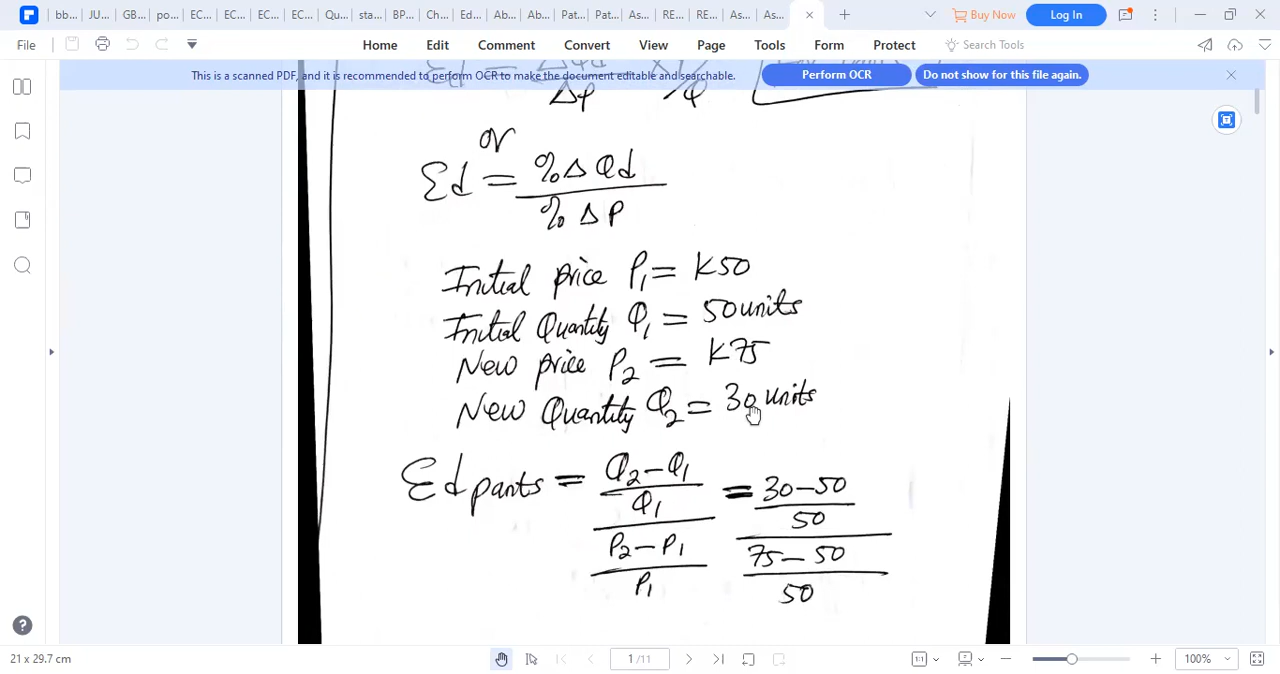 bb... JU... GB... po... EC... EC... EC... EC... Qu... sta... BP... Ch... Ed... Ab... Ab... Pat... Pat... As... RE... RE... As... As...
Buy Now Log In
File Home Edit Comment Convert View Page Tools Form Protect Search Tools
This is a scanned PDF, and it is recommended to perform OCR to make the document editable and searchable. Perform OCR Do not show for this file again.
Δp
or
Ed = %Δ Qd
% Δ P
Initial price P1 = K50
Initial Quantity Q1 = 50 units
New price P2 = K75
New Quantity Q2 = 30 units
Ed pants = Q2-Q1 = 30-50
Q1 50
P2-P1 75-50
P1 50
21 x 29.7 cm 1 /11 1:1 100%